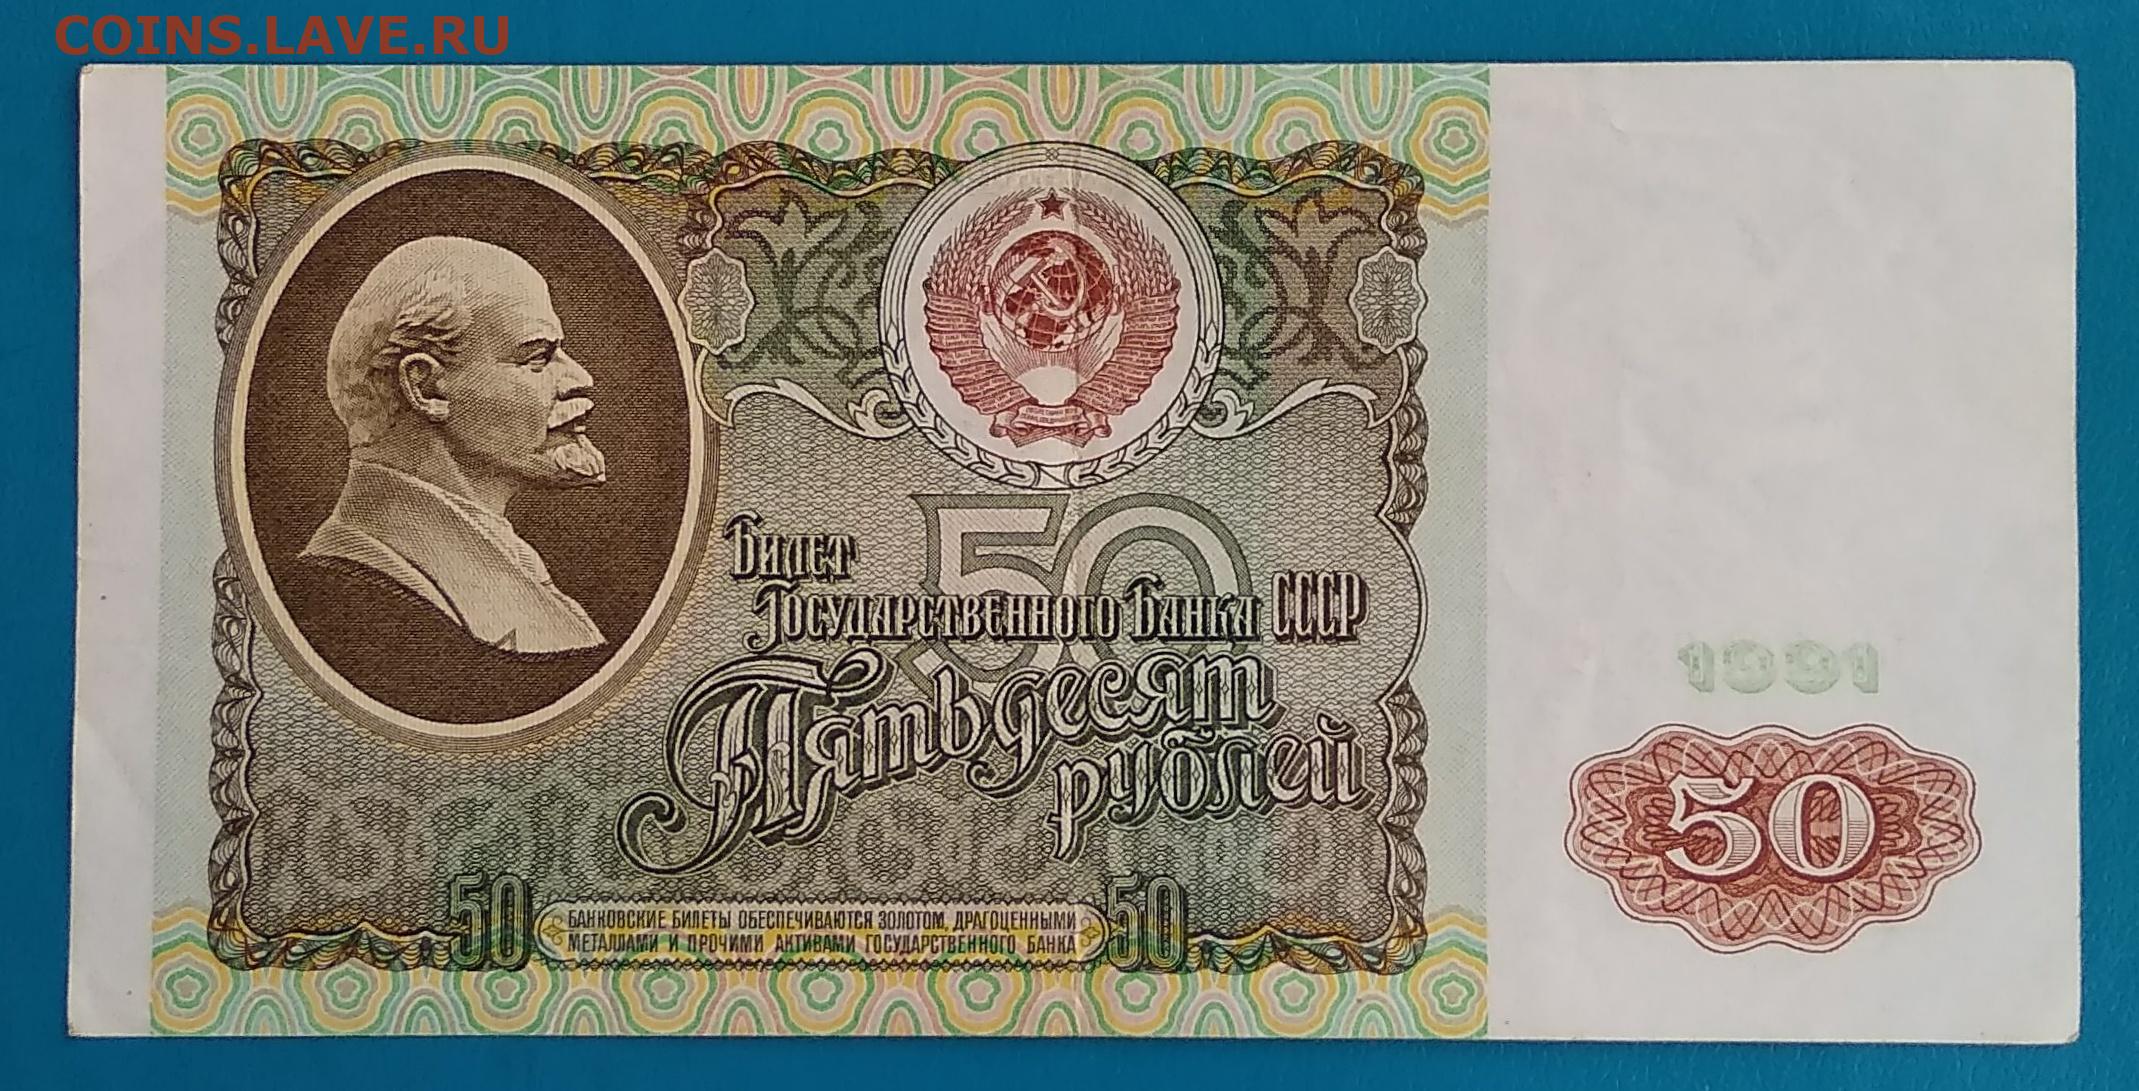 COINS.LAVE.RU
50
Билет
Государственного Банка СССР
Пятьдесят
рублей
1991
50
50
БАНКОВСКИЕ БИЛЕТЫ ОБЕСПЕЧИВАЮТСЯ ЗОЛОТОМ, ДРАГОЦЕННЫМИ
МЕТАЛЛАМИ И ПРОЧИМИ АКТИВАМИ ГОСУДАРСТВЕННОГО БАНКА
50